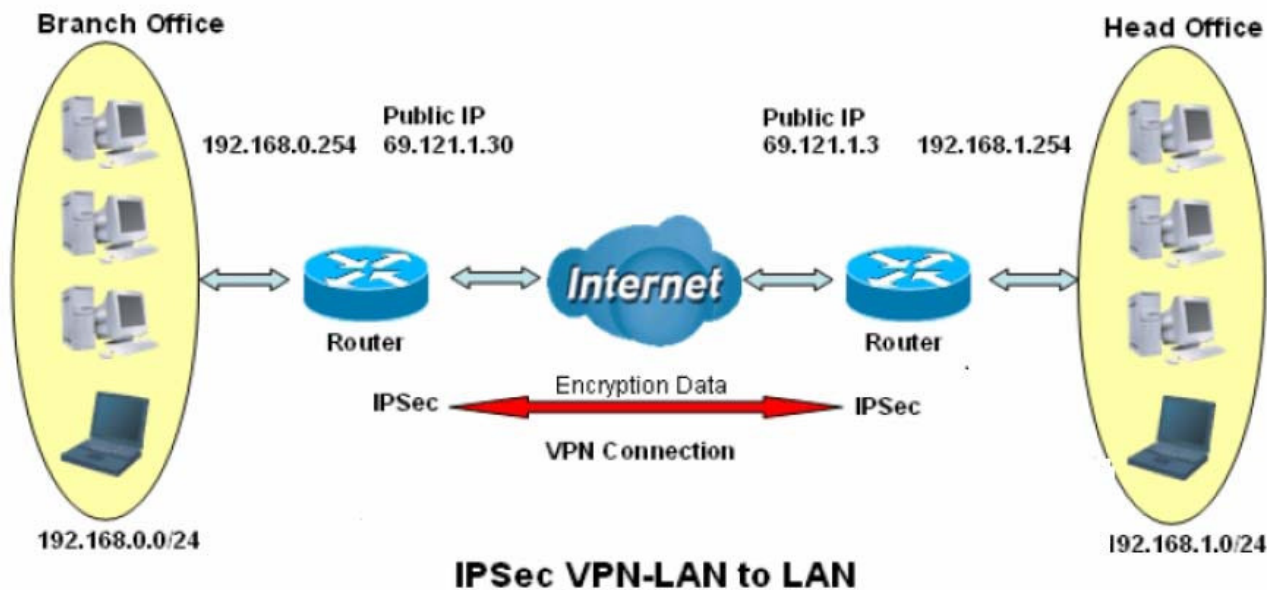 Branch Office
Head Office
Public IP
69.121.1.30
192.168.0.254
Public IP
69.121.1.3
192.168.1.254
Internet
Router
Router
Encryption Data
IPSec
IPSec
VPN Connection
192.168.0.0/24
192.168.1.0/24
IPSec VPN-LAN to LAN